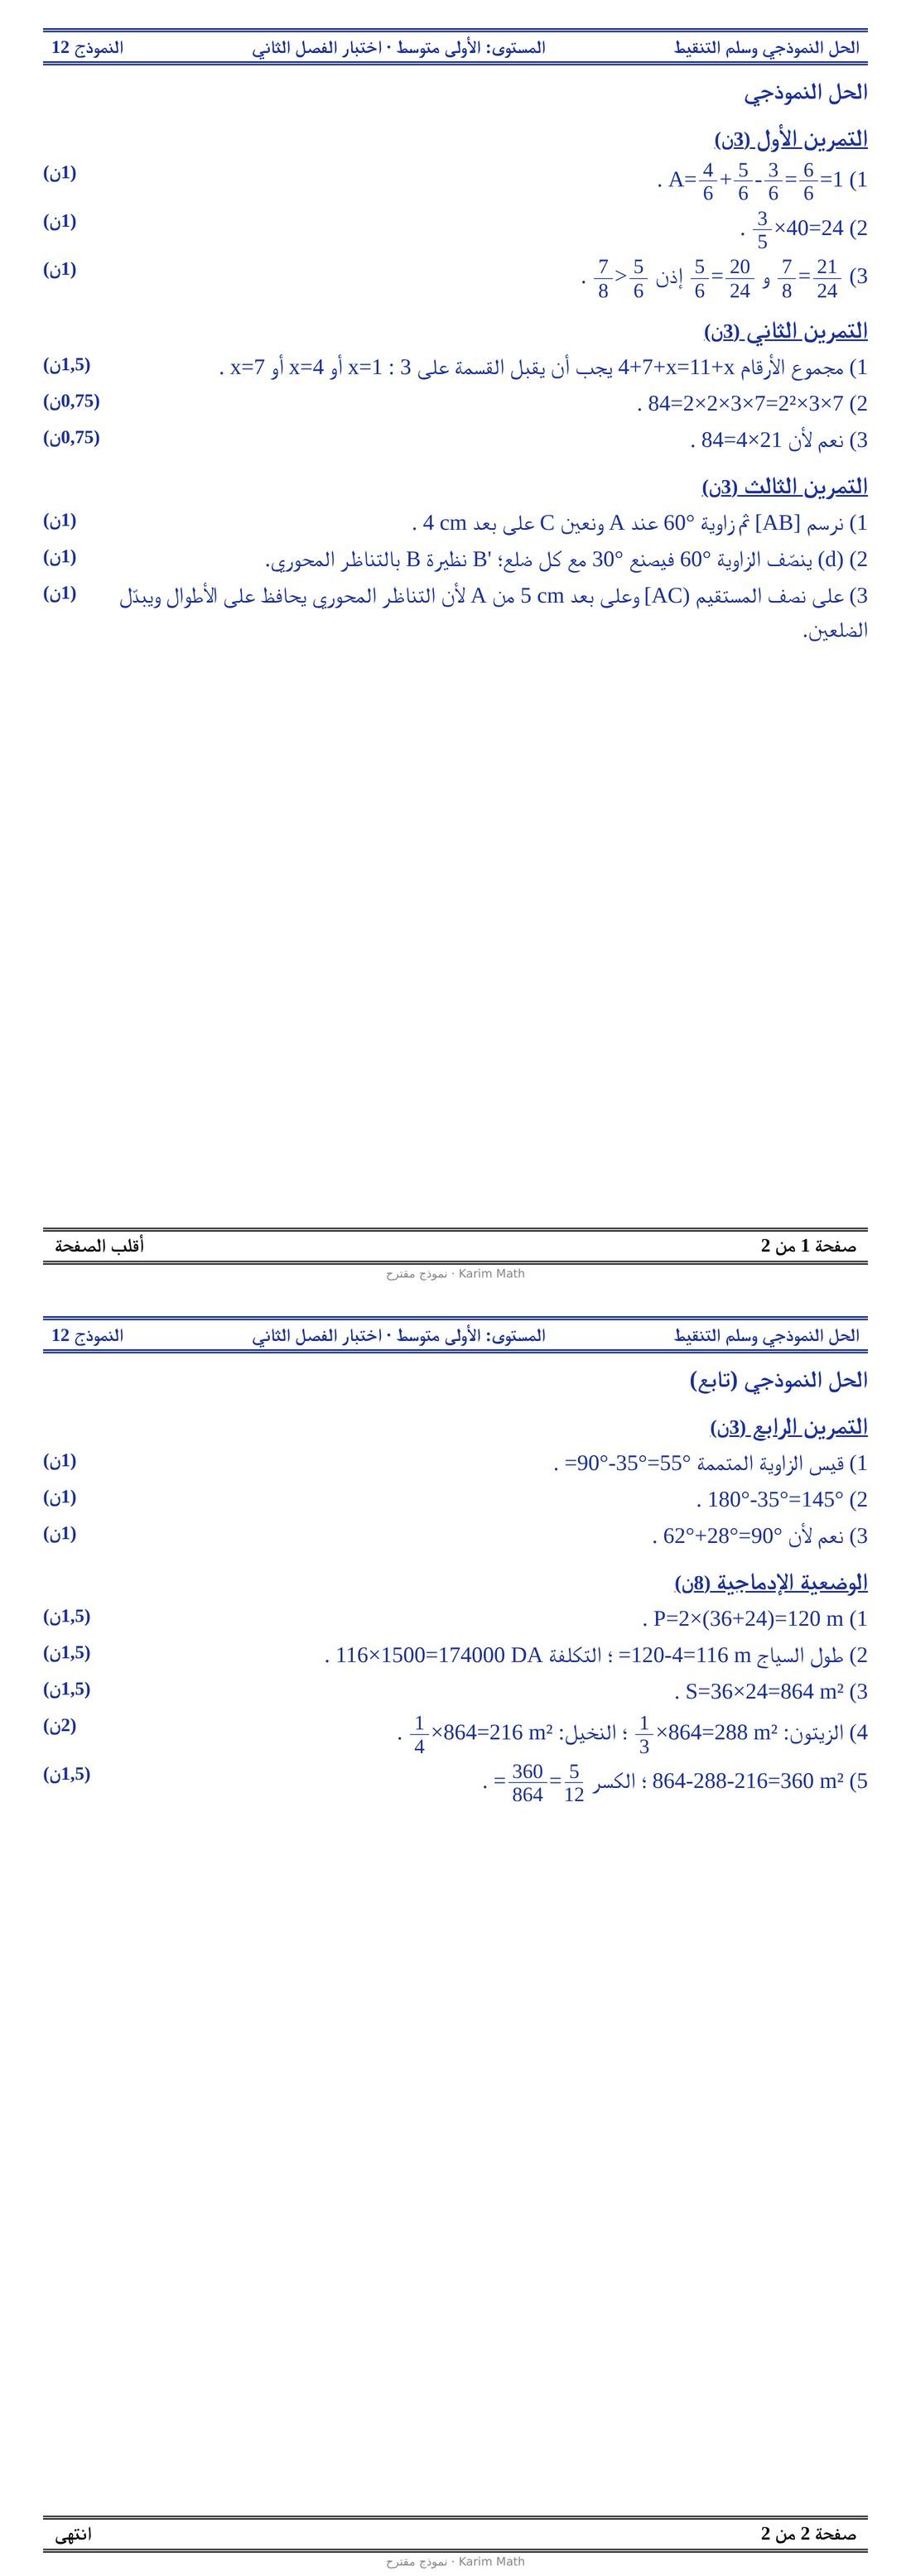 الحل النموذجي وسلم التنقيط المستوى: الأولى متوسط · اختبار الفصل الثاني النموذج 12
الحل النموذجي
التمرين الأول (3ن)
1) A=4/6+5/6-3/6=6/6=1 . (1ن)
2) 3/5×40=24 . (1ن)
3) 7/8=21/24 و 5/6=20/24 إذن 7/8>5/6 . (1ن)
التمرين الثاني (3ن)
1) مجموع الأرقام 4+7+x=11+x يجب أن يقبل القسمة على 3 : x=1 أو x=4 أو x=7 . (1,5ن)
2) 84=2×2×3×7=2²×3×7 . (0,75ن)
3) نعم لأن 84=4×21 . (0,75ن)
التمرين الثالث (3ن)
1) نرسم [AB] ثم زاوية 60° عند A ونعين C على بعد 4 cm . (1ن)
2) (d) ينصّف الزاوية 60° فيصنع 30° مع كل ضلع؛ B' نظيرة B بالتناظر المحوري. (1ن)
3) على نصف المستقيم [AC) وعلى بعد 5 cm من A لأن التناظر المحوري يحافظ على الأطوال ويبدّل (1ن)
الضلعين.
صفحة 1 من 2 أقلب الصفحة
Karim Math · نموذج مقترح
الحل النموذجي وسلم التنقيط المستوى: الأولى متوسط · اختبار الفصل الثاني النموذج 12
الحل النموذجي (تابع)
التمرين الرابع (3ن)
1) قيس الزاوية المتممة =90°-35°=55° . (1ن)
2) 180°-35°=145° . (1ن)
3) نعم لأن 62°+28°=90° . (1ن)
الوضعية الإدماجية (8ن)
1) P=2×(36+24)=120 m . (1,5ن)
2) طول السياج =120-4=116 m ؛ التكلفة 116×1500=174000 DA . (1,5ن)
3) S=36×24=864 m² . (1,5ن)
4) الزيتون: 1/3×864=288 m² ؛ النخيل: 1/4×864=216 m² . (2ن)
5) 864-288-216=360 m² ؛ الكسر =360/864=5/12 . (1,5ن)
صفحة 2 من 2 انتهى
Karim Math · نموذج مقترح